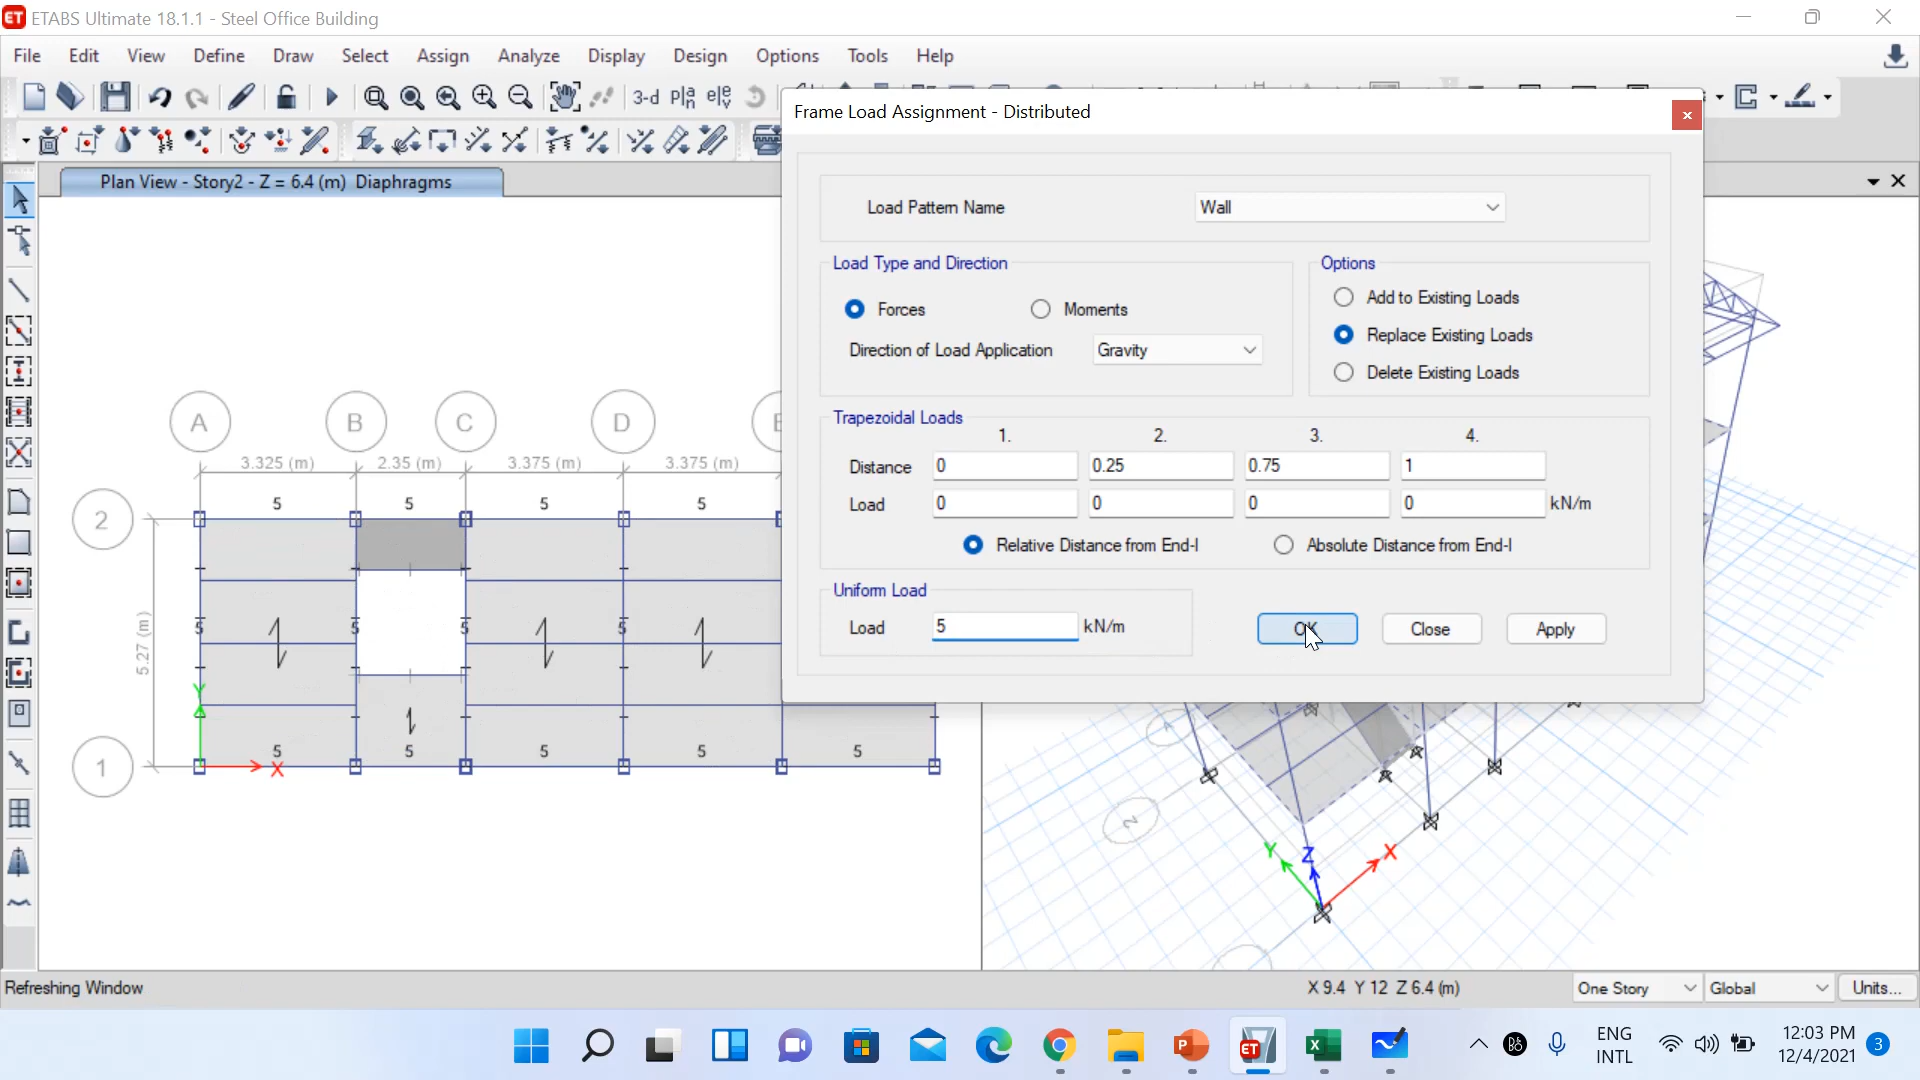 ET ETABS Ultimate 18.1.1 - Steel Office Building
File Edit View Define Draw Select Assign Analyze Display Design Options Tools Help
3-d
Frame Load Assignment - Distributed
Plan View - Story2 - Z = 6.4 (m) Diaphragms
Load Pattern Name Wall
Load Type and Direction
Forces Moments
Direction of Load Application Gravity
Options
Add to Existing Loads
Replace Existing Loads
Delete Existing Loads
Trapezoidal Loads
1. 2. 3. 4.
Distance 0 0.25 0.75 1
Load 0 0 0 0 kN/m
Relative Distance from End-I Absolute Distance from End-I
Uniform Load
Load 5 kN/m
OK Close Apply
A B C D
3.325 (m) 2.35 (m) 3.375 (m) 3.375 (m)
5 5 5 5
2
5.27 (m)
5 5 5 5
Y
5 5 5 5 5
1
X
2
Y Z X
Refreshing Window X 9.4 Y 12 Z 6.4 (m) One Story Global Units...
ET
ENG
INTL
12:03 PM
12/4/2021
3